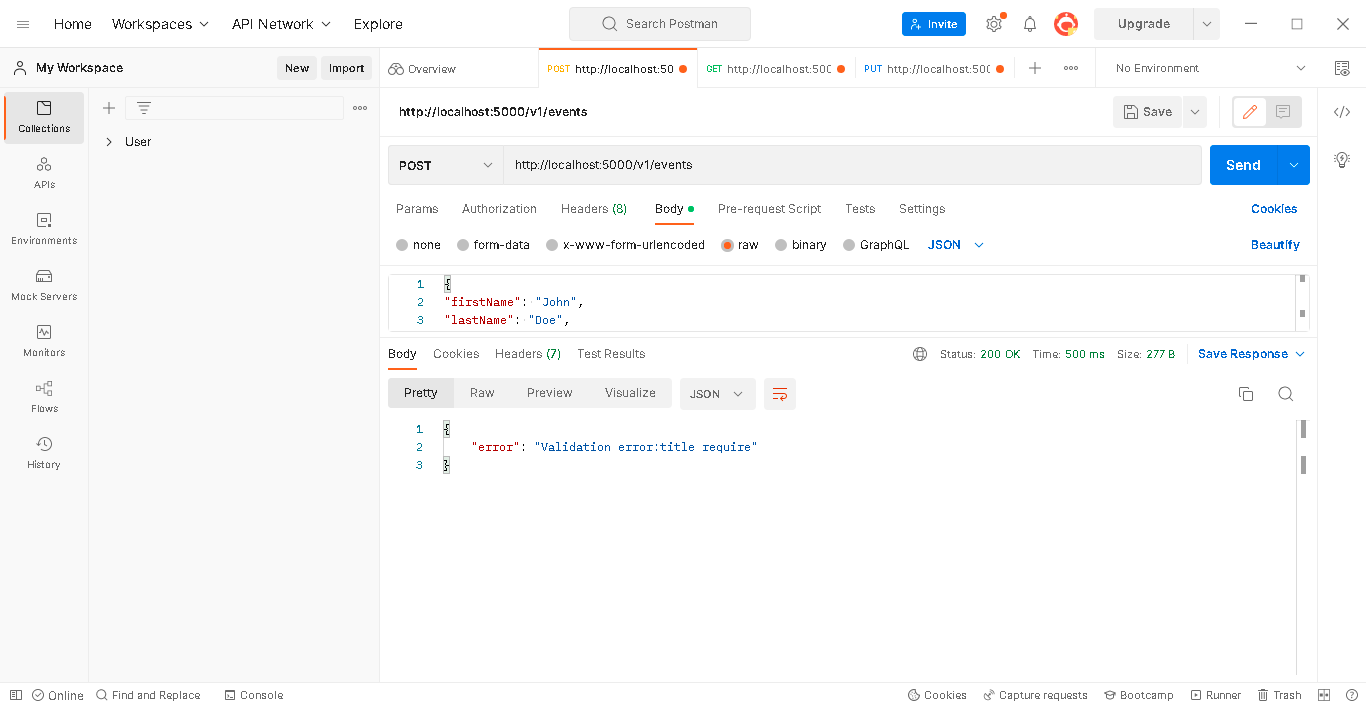 Home Workspaces API Network Explore Search Postman Invite Upgrade
My Workspace New Import Overview POST http://localhost:50 GET http://localhost:500 PUT http://localhost:500 No Environment
http://localhost:5000/v1/events Save
Collections
User
POST http://localhost:5000/v1/events Send
APIs
Params Authorization Headers (8) Body Pre-request Script Tests Settings Cookies
Environments
none form-data x-www-form-urlencoded raw binary GraphQL JSON Beautify
1 {
2 "firstName": "John",
3 "lastName": "Doe",
Mock Servers
Monitors
Body Cookies Headers (7) Test Results Status: 200 OK Time: 500 ms Size: 277 B Save Response
Pretty Raw Preview Visualize JSON
Flows
1 {
2 "error": "Validation error:title require"
3 }
History
Online Find and Replace Console Cookies Capture requests Bootcamp Runner Trash